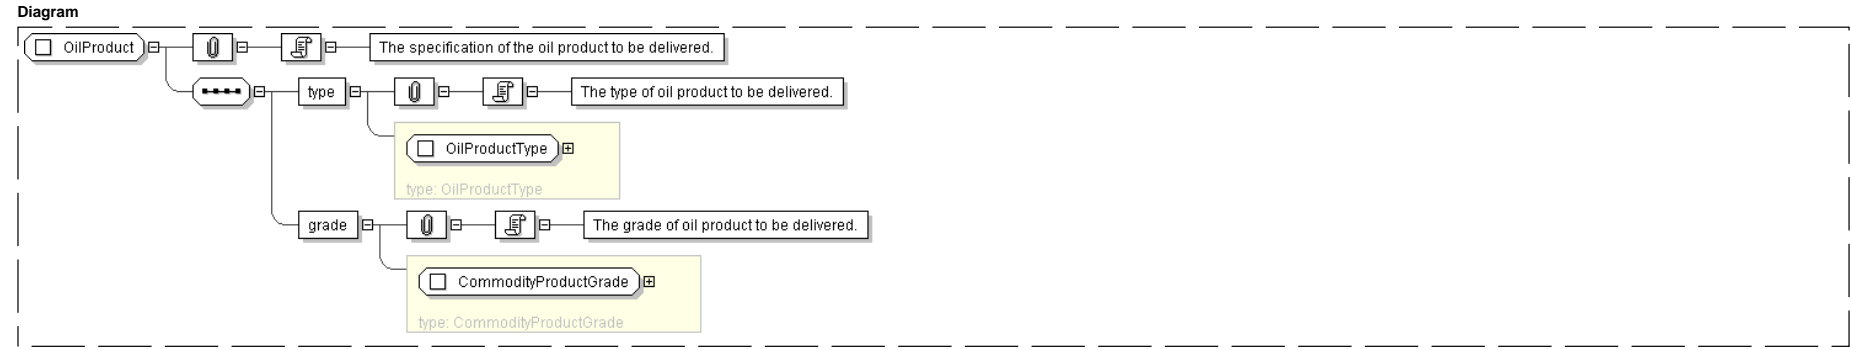 Diagram
OilProduct
The specification of the oil product to be delivered.
type
The type of oil product to be delivered.
OilProductType
type: OilProductType
grade
The grade of oil product to be delivered.
CommodityProductGrade
type: CommodityProductGrade